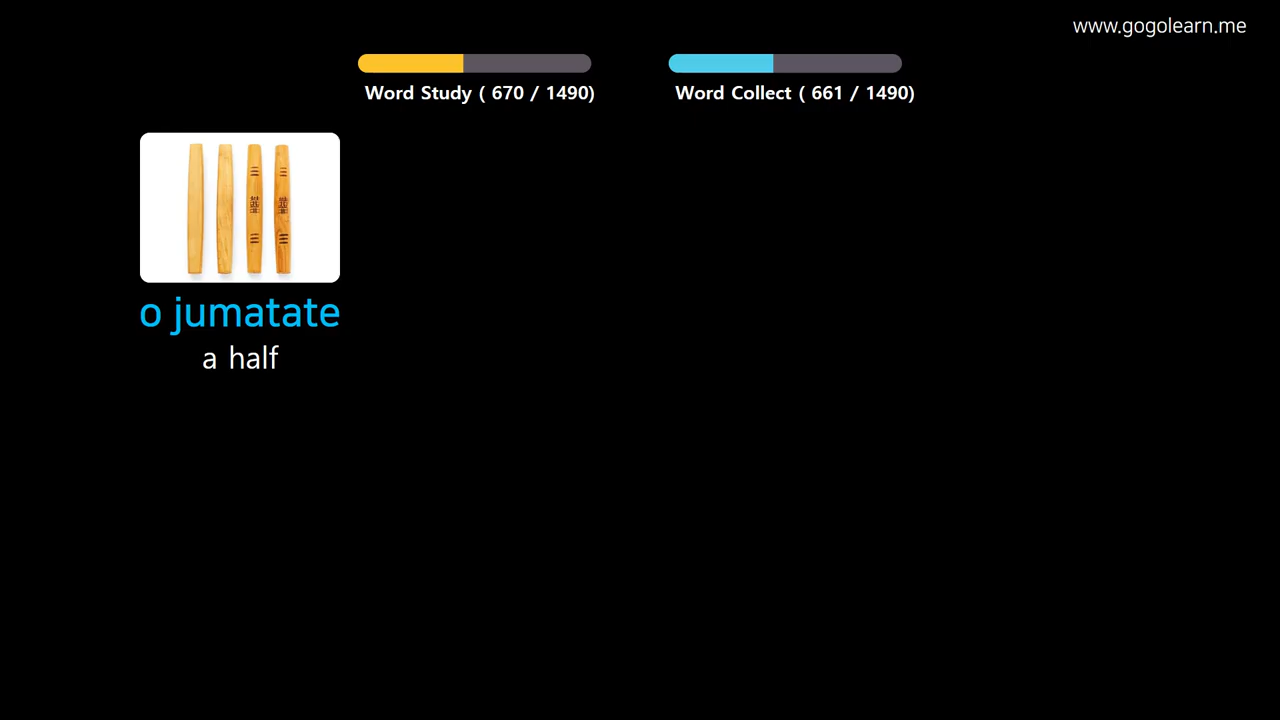 www.gogolearn.me
Word Study ( 670 / 1490)
Word Collect ( 661 / 1490)
o jumatate
a half